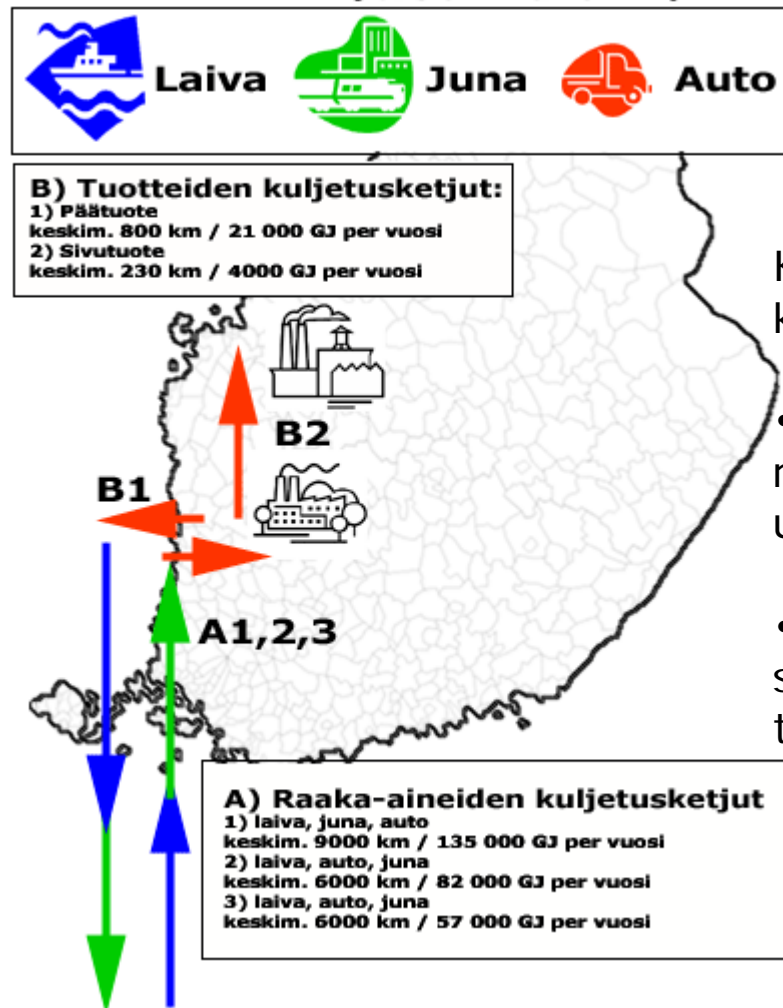 Laiva Juna Auto
B) Tuotteiden kuljetusketjut:
1) Päätuote
keskim. 800 km / 21 000 GJ per vuosi
2) Sivutuote
keskim. 230 km / 4000 GJ per vuosi
B2
B1
A1,2,3
A) Raaka-aineiden kuljetusketjut
1) laiva, juna, auto
keskim. 9000 km / 135 000 GJ per vuosi
2) laiva, auto, juna
keskim. 6000 km / 82 000 GJ per vuosi
3) laiva, auto, juna
keskim. 6000 km / 57 000 GJ per vuosi